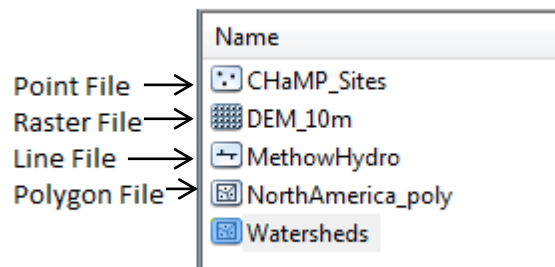 Name
Point File CHaMP_Sites
Raster File DEM_10m
Line File MethowHydro
Polygon File NorthAmerica_poly
Watersheds